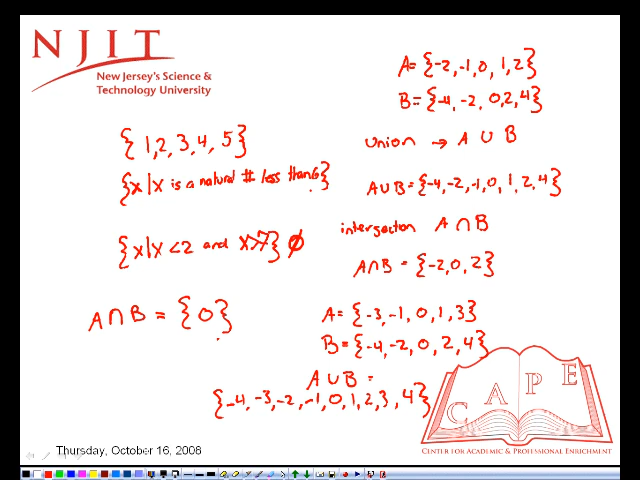 NJIT
New Jersey's Science &
Technology University
{1,2,3,4,5}
{x|x is a natural # less than 6}
{x|x <2 and x>7} ∅
A∩B = {0}
A={-2,-1,0,1,2}
B={-4,-2,0,2,4}
Union → A ∪ B
A∪B={-4,-2,-1,0,1,2,4}
intersection A ∩ B
A∩B = {-2,0,2}
A={-3,-1,0,1,3}
B={-4,-2,0,2,4}
A ∪ B =
{-4,-3,-2,-1,0,1,2,3,4}
CAPE
CENTER FOR ACADEMIC & PROFESSIONAL ENRICHMENT
Thursday, October 16, 2008